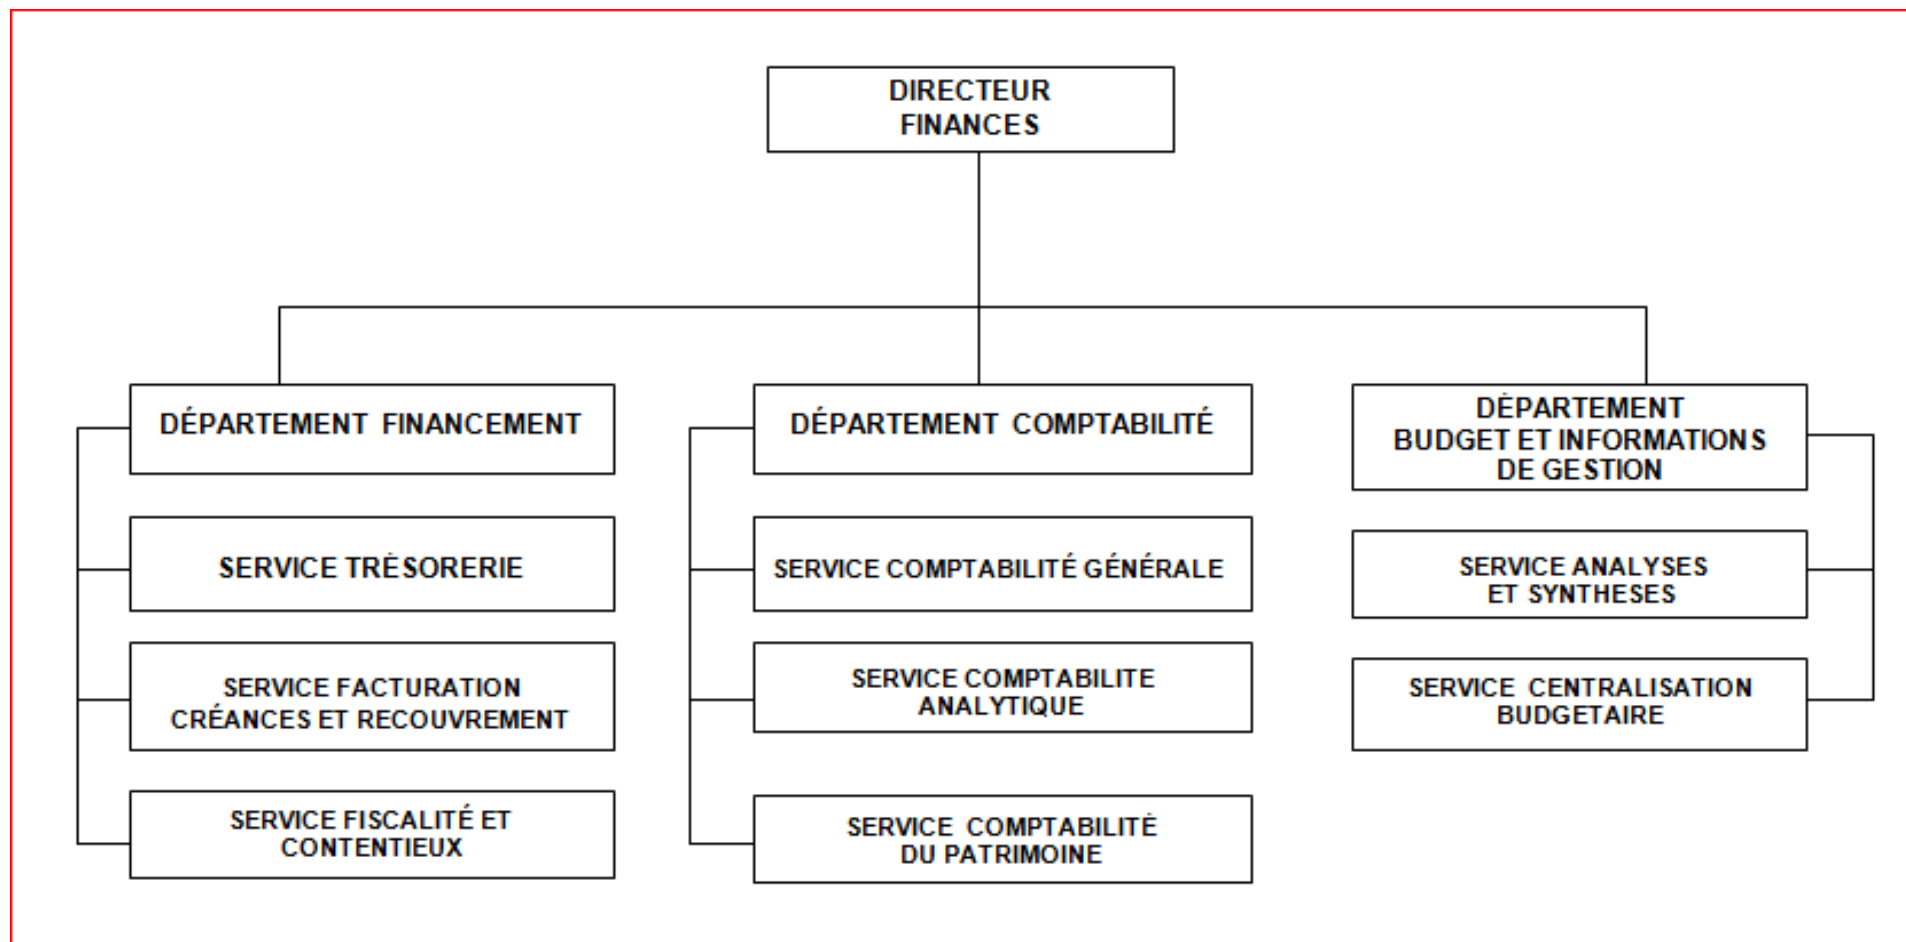 DIRECTEUR
FINANCES
DÉPARTEMENT FINANCEMENT
SERVICE TRÉSORERIE
SERVICE FACTURATION
CRÉANCES ET RECOUVREMENT
SERVICE FISCALITÉ ET
CONTENTIEUX
DÉPARTEMENT COMPTABILITÉ
SERVICE COMPTABILITÉ GÉNÉRALE
SERVICE COMPTABILITE
ANALYTIQUE
SERVICE COMPTABILITÉ
DU PATRIMOINE
DÉPARTEMENT
BUDGET ET INFORMATIONS
DE GESTION
SERVICE ANALYSES
ET SYNTHESES
SERVICE CENTRALISATION
BUDGETAIRE